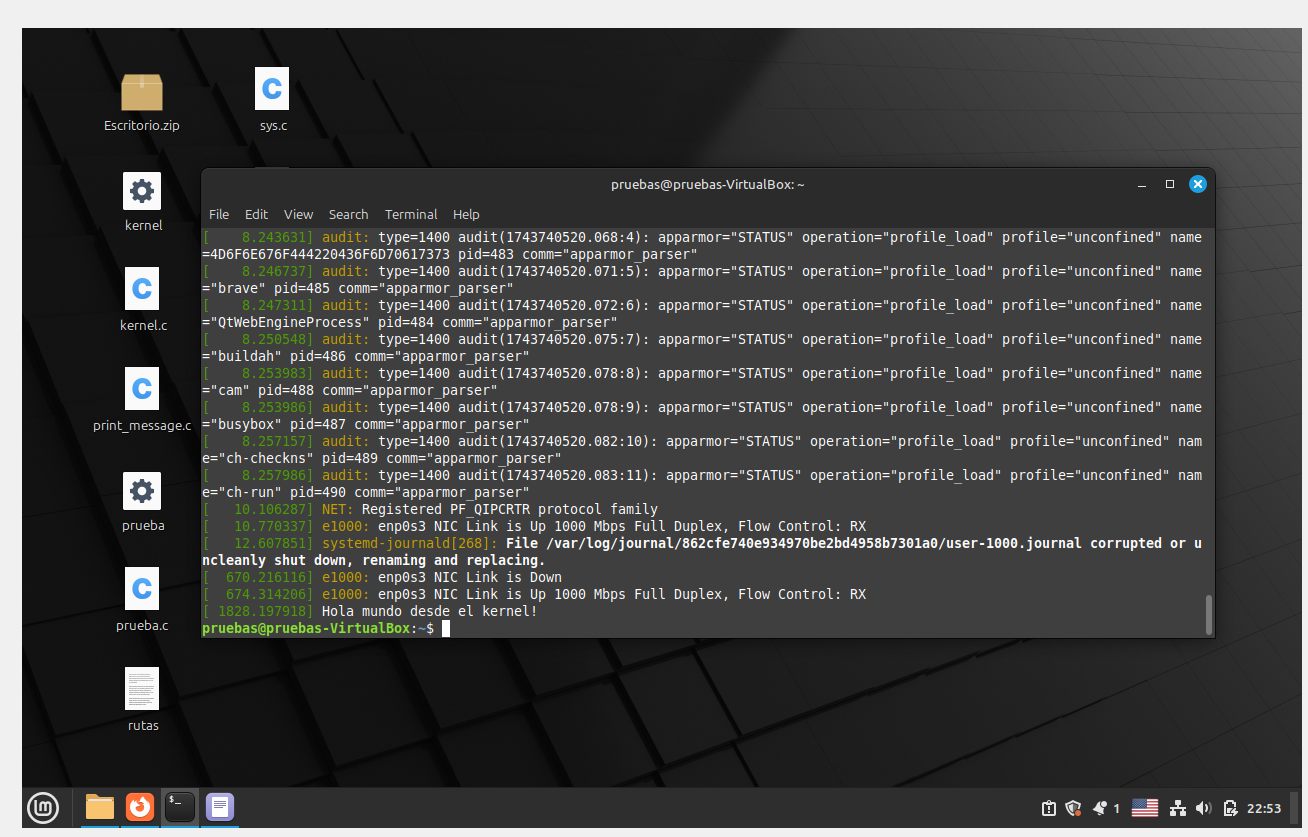 Escritorio.zip
sys.c
kernel
kernel.c
print_message.c
prueba
prueba.c
rutas
pruebas@pruebas-VirtualBox: ~
File Edit View Search Terminal Help
[    8.243631] audit: type=1400 audit(1743740520.068:4): apparmor="STATUS" operation="profile_load" profile="unconfined" name
=4D6F6E676F444220436F6D70617373 pid=483 comm="apparmor_parser"
[    8.246737] audit: type=1400 audit(1743740520.071:5): apparmor="STATUS" operation="profile_load" profile="unconfined" name
="brave" pid=485 comm="apparmor_parser"
[    8.247311] audit: type=1400 audit(1743740520.072:6): apparmor="STATUS" operation="profile_load" profile="unconfined" name
="QtWebEngineProcess" pid=484 comm="apparmor_parser"
[    8.250548] audit: type=1400 audit(1743740520.075:7): apparmor="STATUS" operation="profile_load" profile="unconfined" name
="buildah" pid=486 comm="apparmor_parser"
[    8.253983] audit: type=1400 audit(1743740520.078:8): apparmor="STATUS" operation="profile_load" profile="unconfined" name
="cam" pid=488 comm="apparmor_parser"
[    8.253986] audit: type=1400 audit(1743740520.078:9): apparmor="STATUS" operation="profile_load" profile="unconfined" name
="busybox" pid=487 comm="apparmor_parser"
[    8.257157] audit: type=1400 audit(1743740520.082:10): apparmor="STATUS" operation="profile_load" profile="unconfined" nam
e="ch-checkns" pid=489 comm="apparmor_parser"
[    8.257986] audit: type=1400 audit(1743740520.083:11): apparmor="STATUS" operation="profile_load" profile="unconfined" nam
e="ch-run" pid=490 comm="apparmor_parser"
[   10.106287] NET: Registered PF_QIPCRTR protocol family
[   10.770337] e1000: enp0s3 NIC Link is Up 1000 Mbps Full Duplex, Flow Control: RX
[   12.607851] systemd-journald[268]: File /var/log/journal/862cfe740e934970be2bd4958b7301a0/user-1000.journal corrupted or u
ncleanly shut down, renaming and replacing.
[  670.216116] e1000: enp0s3 NIC Link is Down
[  674.314206] e1000: enp0s3 NIC Link is Up 1000 Mbps Full Duplex, Flow Control: RX
[ 1828.197918] Hola mundo desde el kernel!
pruebas@pruebas-VirtualBox:~$
1
22:53